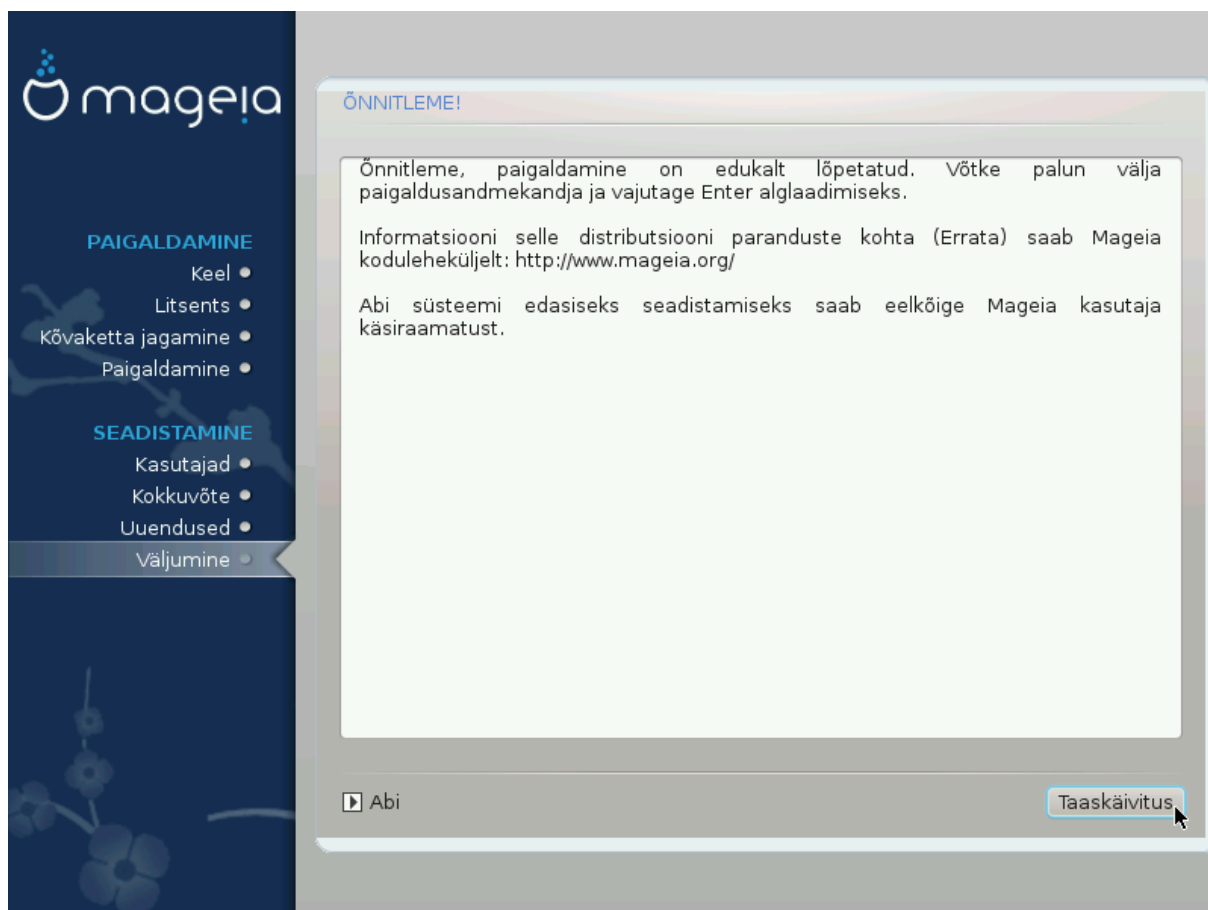 mageia
PAIGALDAMINE
Keel
Litsents
Kõvaketta jagamine
Paigaldamine
SEADISTAMINE
Kasutajad
Kokkuvõte
Uuendused
Väljumine
ÕNNITLEME!
Õnnitleme, paigaldamine on edukalt lõpetatud. Võtke palun välja
paigaldusandmekandja ja vajutage Enter alglaadimiseks.
Informatsiooni selle distributsiooni paranduste kohta (Errata) saab Mageia
koduleheküljelt: http://www.mageia.org/
Abi süsteemi edasiseks seadistamiseks saab eelkõige Mageia kasutaja
käsiraamatust.
Abi
Taaskäivitus